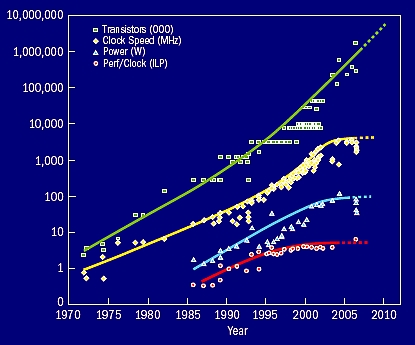 10,000,000
Transistors (000)
Clock Speed (MHz)
Power (W)
Perf/Clock (ILP)
1,000,000
100,000
10,000
1,000
100
10
1
0
1970 1975 1980 1985 1990 1995 2000 2005 2010
Year